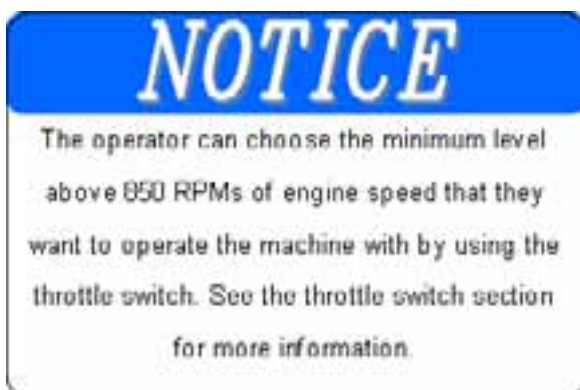 NOTICE
The operator can choose the minimum level
above 850 RPMs of engine speed that they
want to operate the machine with by using the
throttle switch. See the throttle switch section
for more information.